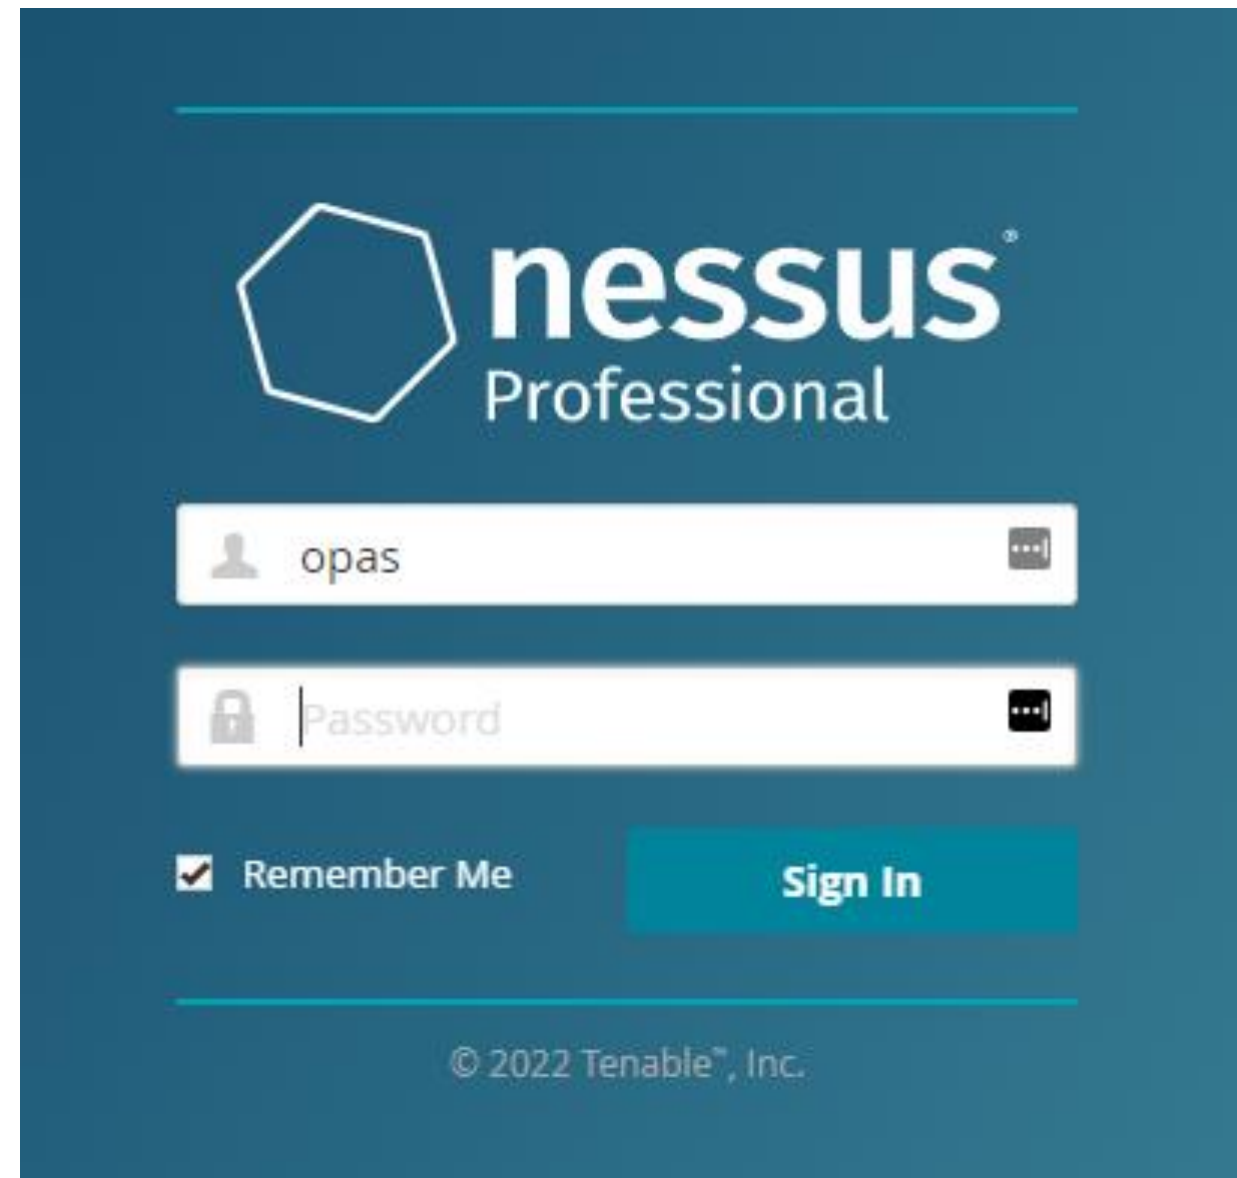 nessus®
Professional
opas
Password
Remember Me
Sign In
© 2022 Tenable™, Inc.